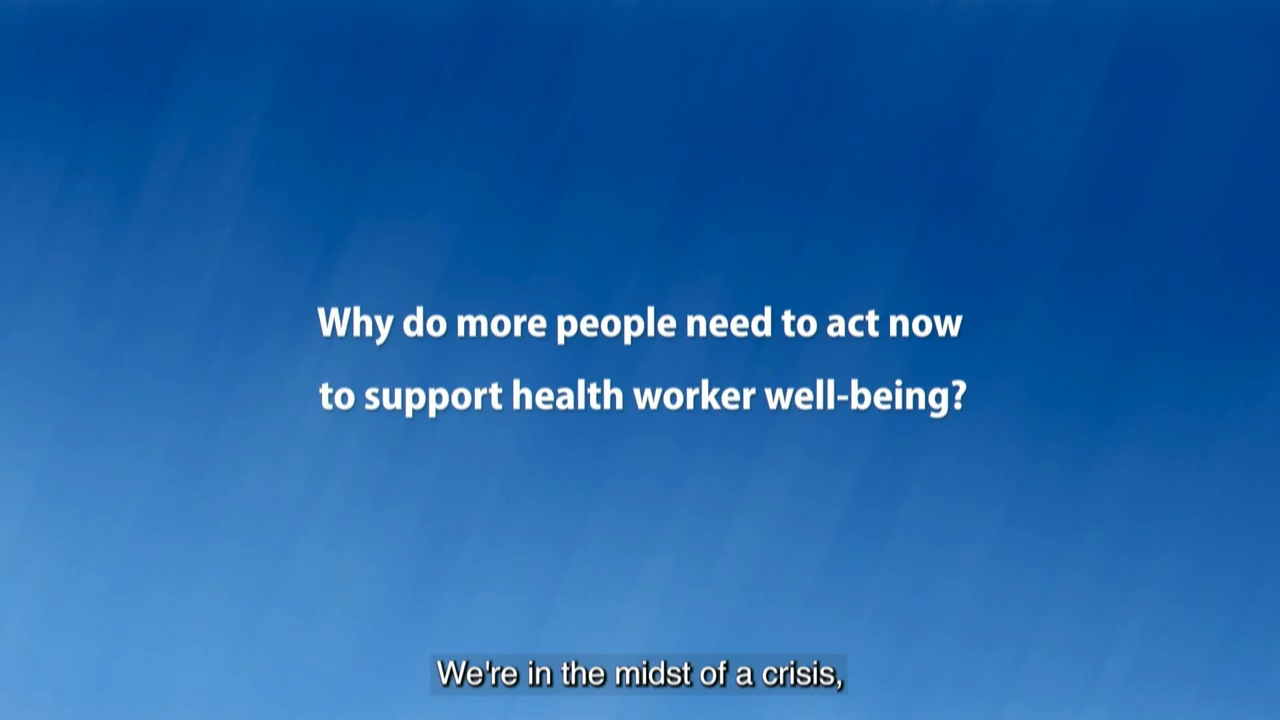 Why do more people need to act now
to support health worker well-being?
We're in the midst of a crisis,